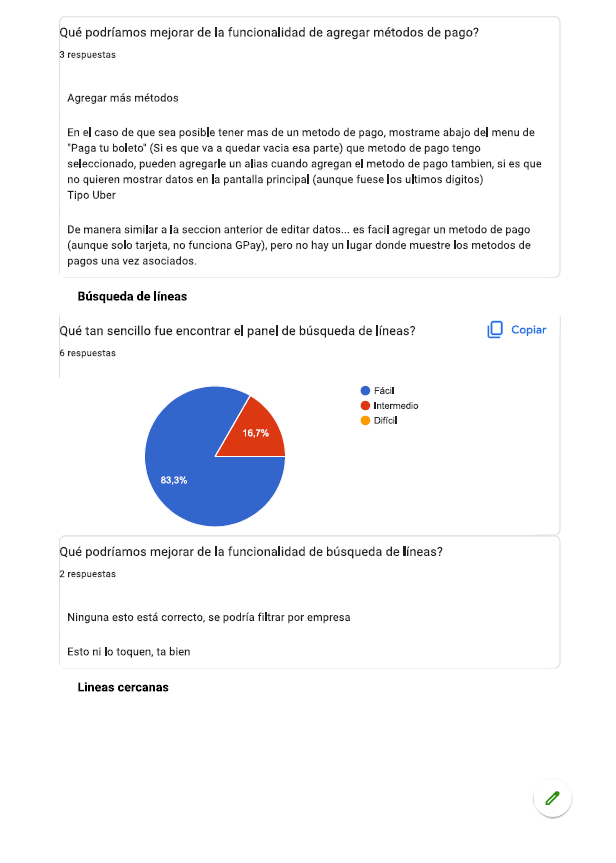 Qué podríamos mejorar de la funcionalidad de agregar métodos de pago?
3 respuestas
Agregar más métodos
En el caso de que sea posible tener mas de un metodo de pago, mostrame abajo del menu de
"Paga tu boleto" (Si es que va a quedar vacia esa parte) que metodo de pago tengo
seleccionado, pueden agregarle un alias cuando agregan el metodo de pago tambien, si es que
no quieren mostrar datos en la pantalla principal (aunque fuese los ultimos digitos)
Tipo Uber
De manera similar a la seccion anterior de editar datos... es facil agregar un metodo de pago
(aunque solo tarjeta, no funciona GPay), pero no hay un lugar donde muestre los metodos de
pagos una vez asociados.
Búsqueda de líneas
Qué tan sencillo fue encontrar el panel de búsqueda de líneas?
Copiar
6 respuestas
Fácil
Intermedio
Difícil
16,7%
83,3%
Qué podríamos mejorar de la funcionalidad de búsqueda de líneas?
2 respuestas
Ninguna esto está correcto, se podría filtrar por empresa
Esto ni lo toquen, ta bien
Lineas cercanas